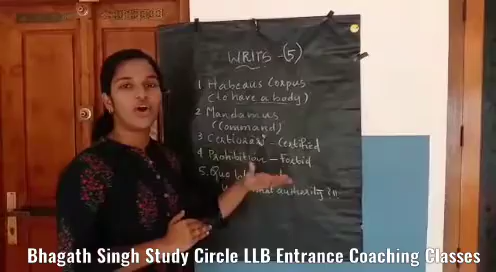 WRITS - (5)
1 Habeaus Corpus
(to have a body)
2 Mandamus
(Command)
3 Certiorari - Certified
4 Prohibition - Forbid
5. Quo
authority?"
Bhagath Singh Study Circle LLB Entrance Coaching Classes